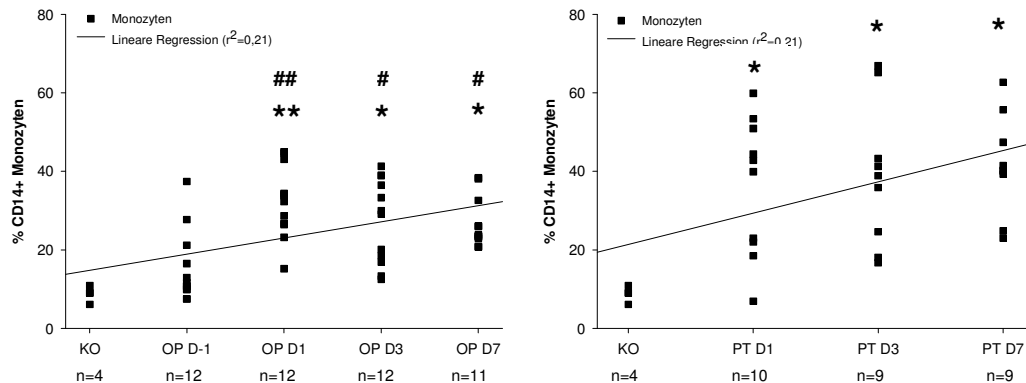 80
60
40
20
0
% CD14+ Monozyten
Monozyten
Lineare Regression (r²=0,21)
## # #
** * *
KO OP D-1 OP D1 OP D3 OP D7
n=4 n=12 n=12 n=12 n=11
80
60
40
20
0
% CD14+ Monozyten
Monozyten
Lineare Regression (r²=0,21)
* * *
KO PT D1 PT D3 PT D7
n=4 n=10 n=9 n=9